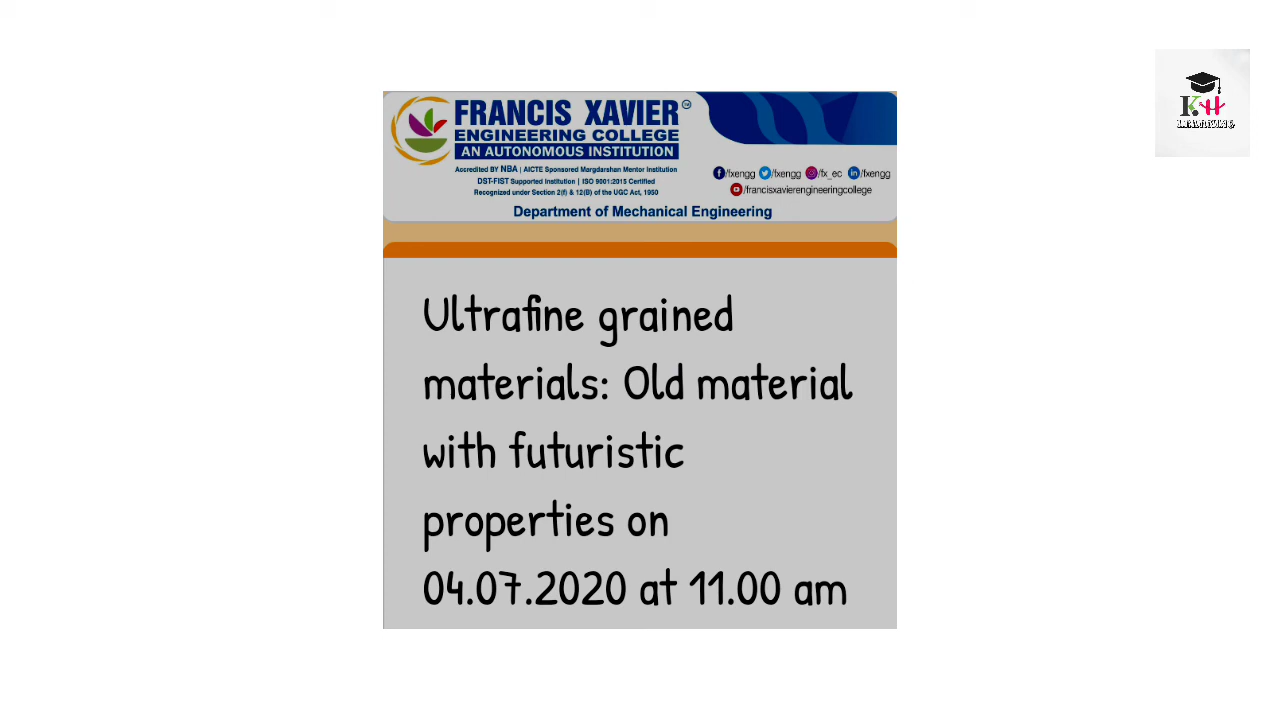 FRANCIS XAVIER
ENGINEERING COLLEGE
AN AUTONOMOUS INSTITUTION
Accredited BY NBA | AICTE Sponsored Margdarshan Mentor Institution
DST-FIST Supported Institution | ISO 9001:2015 Certified
Recognized under Section 2(f) & 12(B) of the UGC Act, 1950
/fxengg /fxengg /fx_ec /fxengg
/francisxavierengineeringcollege
Department of Mechanical Engineering
Ultrafine grained
materials: Old material
with futuristic
properties on
04.07.2020 at 11.00 am
KH